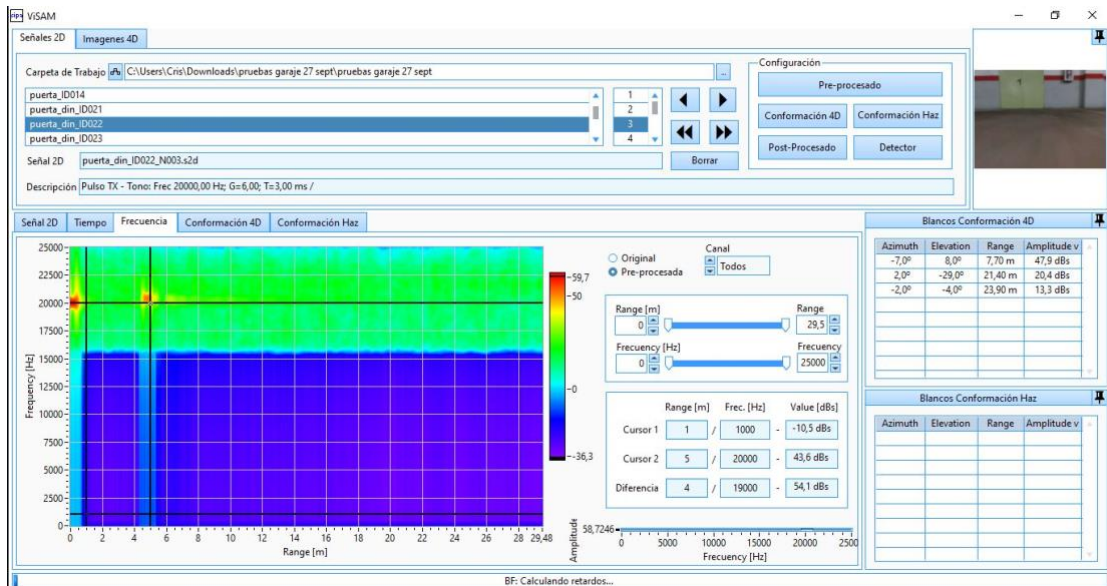 ViSAM
Señales 2D Imagenes 4D
Carpeta de Trabajo C:\Users\Cris\Downloads\pruebas garaje 27 sept\pruebas garaje 27 sept ...
puerta_ID014
puerta_din_ID021
puerta_din_ID022
puerta_din_ID023
1
2
3
4
Señal 2D puerta_din_ID022_N003.s2d
Borrar
Descripción Pulso TX - Tono: Frec 20000,00 Hz; G=6,00; T=3,00 ms /
Configuración
Pre-procesado
Conformación 4D Conformación Haz
Post-Procesado Detector
Señal 2D Tiempo Frecuencia Conformación 4D Conformación Haz
Frequency [Hz]
25000
22500
20000
17500
15000
12500
10000
7500
5000
2500
0
0 2 4 6 8 10 12 14 16 18 20 22 24 26 28 29,48
Range [m]
59,7
50
0
-36,3
Original
Pre-procesada
Canal
Todos
Range [m] Range
0 29,5
Frecuency [Hz] Frecuency
0 25000
Range [m] Frec. [Hz] Value [dBs]
Cursor 1 1 / 1000 - -10,5 dBs
Cursor 2 5 / 20000 - 43,6 dBs
Diferencia 4 / 19000 - 54,1 dBs
Amplitude
58,7246
0 5000 10000 15000 20000 2500
Frecuency [Hz]
Blancos Conformación 4D
Azimuth Elevation Range Amplitude v
-7,0º 8,0º 7,70 m 47,9 dBs
2,0º -29,0º 21,40 m 20,4 dBs
-2,0º -4,0º 23,90 m 13,3 dBs
Blancos Conformación Haz
Azimuth Elevation Range Amplitude v
BF: Calculando retardos...